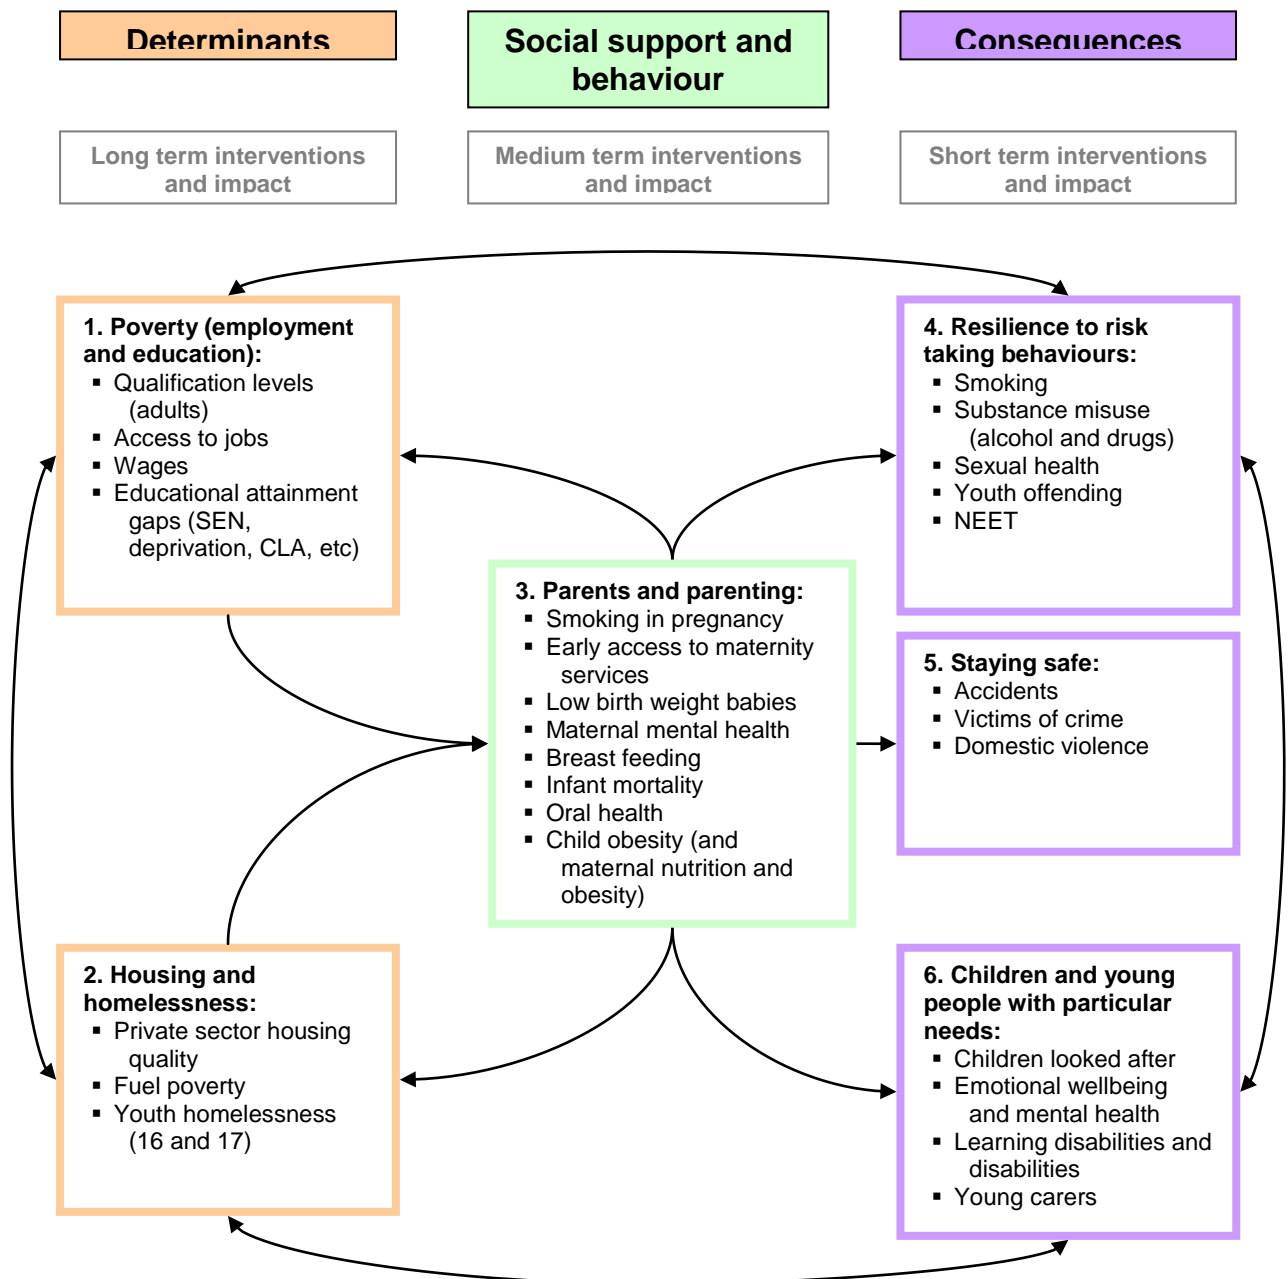 Determinants
Social support and
behaviour
Consequences
Long term interventions
and impact
Medium term interventions
and impact
Short term interventions
and impact
1. Poverty (employment
and education):
▪ Qualification levels
(adults)
▪ Access to jobs
▪ Wages
▪ Educational attainment
gaps (SEN,
deprivation, CLA, etc)
4. Resilience to risk
taking behaviours:
▪ Smoking
▪ Substance misuse
(alcohol and drugs)
▪ Sexual health
▪ Youth offending
▪ NEET
3. Parents and parenting:
▪ Smoking in pregnancy
▪ Early access to maternity
services
▪ Low birth weight babies
▪ Maternal mental health
▪ Breast feeding
▪ Infant mortality
▪ Oral health
▪ Child obesity (and
maternal nutrition and
obesity)
5. Staying safe:
▪ Accidents
▪ Victims of crime
▪ Domestic violence
2. Housing and
homelessness:
▪ Private sector housing
quality
▪ Fuel poverty
▪ Youth homelessness
(16 and 17)
6. Children and young
people with particular
needs:
▪ Children looked after
▪ Emotional wellbeing
and mental health
▪ Learning disabilities and
disabilities
▪ Young carers